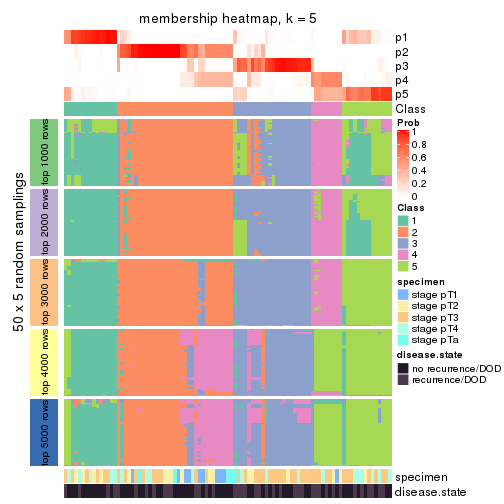 membership heatmap, k = 5
p1
p2
p3
p4
p5
Class
50 x 5 random samplings
top 1000 rows
top 2000 rows
top 3000 rows
top 4000 rows
top 5000 rows
specimen
disease.state
Prob
1
0.8
0.6
0.4
0.2
0
Class
1
2
3
4
5
specimen
stage pT1
stage pT2
stage pT3
stage pT4
stage pTa
disease.state
no recurrence/DOD
recurrence/DOD